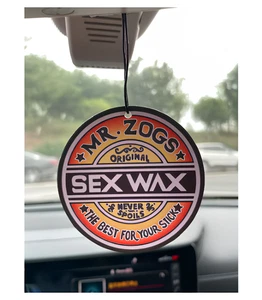 MR. ZOGS
ORIGINAL
SEX WAX
NEVER
SPOILS
THE BEST FOR YOUR STICK